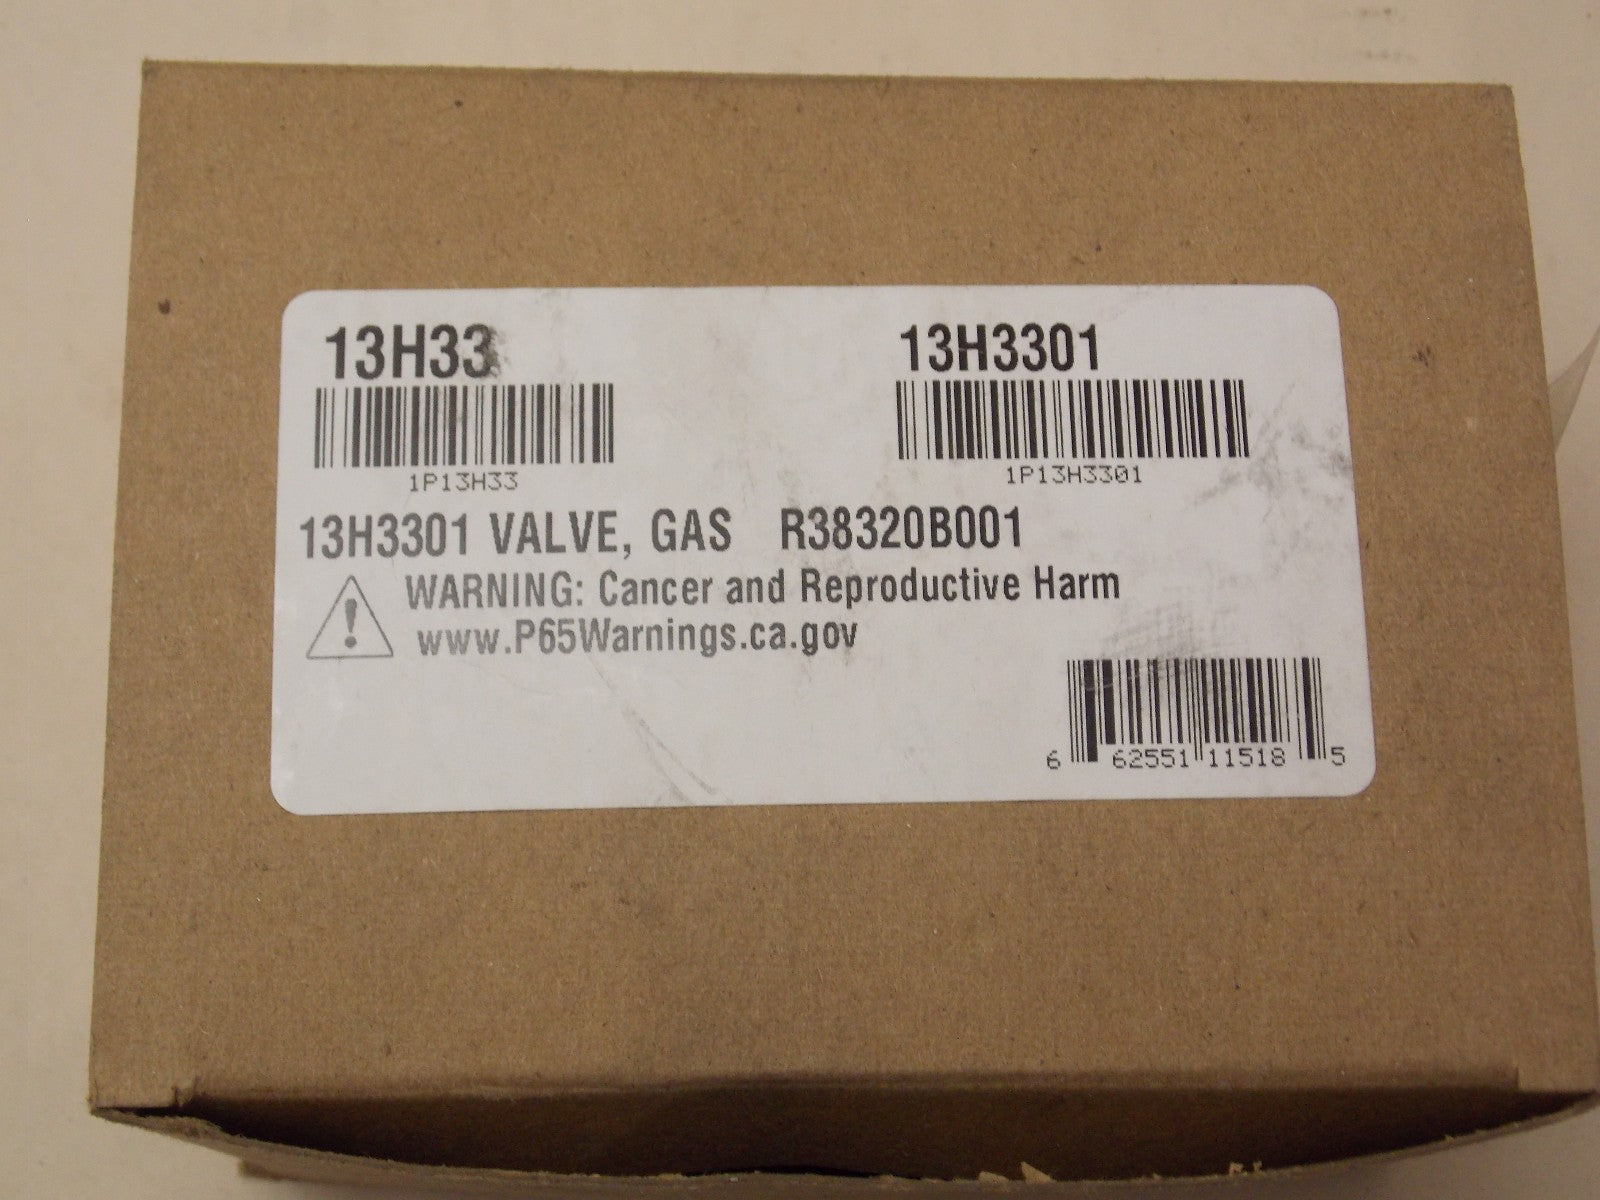 13H33 13H3301
1P13H33 1P13H3301
13H3301 VALVE, GAS R38320B001
WARNING: Cancer and Reproductive Harm
www.P65Warnings.ca.gov
6 62551 11518 5